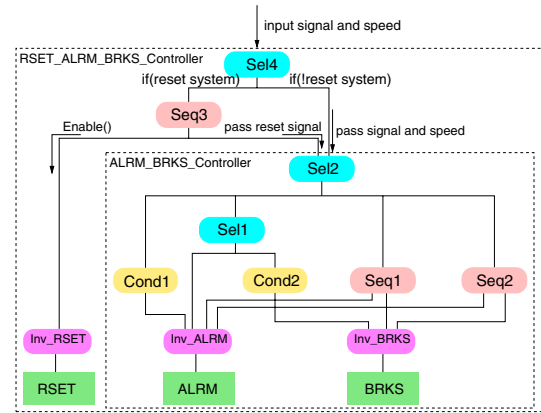 input signal and speed
RSET_ALRM_BRKS_Controller
Sel4
if(reset system)
if(!reset system)
Seq3
Enable()
pass reset signal
pass signal and speed
ALRM_BRKS_Controller
Sel2
Sel1
Cond1
Cond2
Seq1
Seq2
Inv_RSET
Inv_ALRM
Inv_BRKS
RSET
ALRM
BRKS